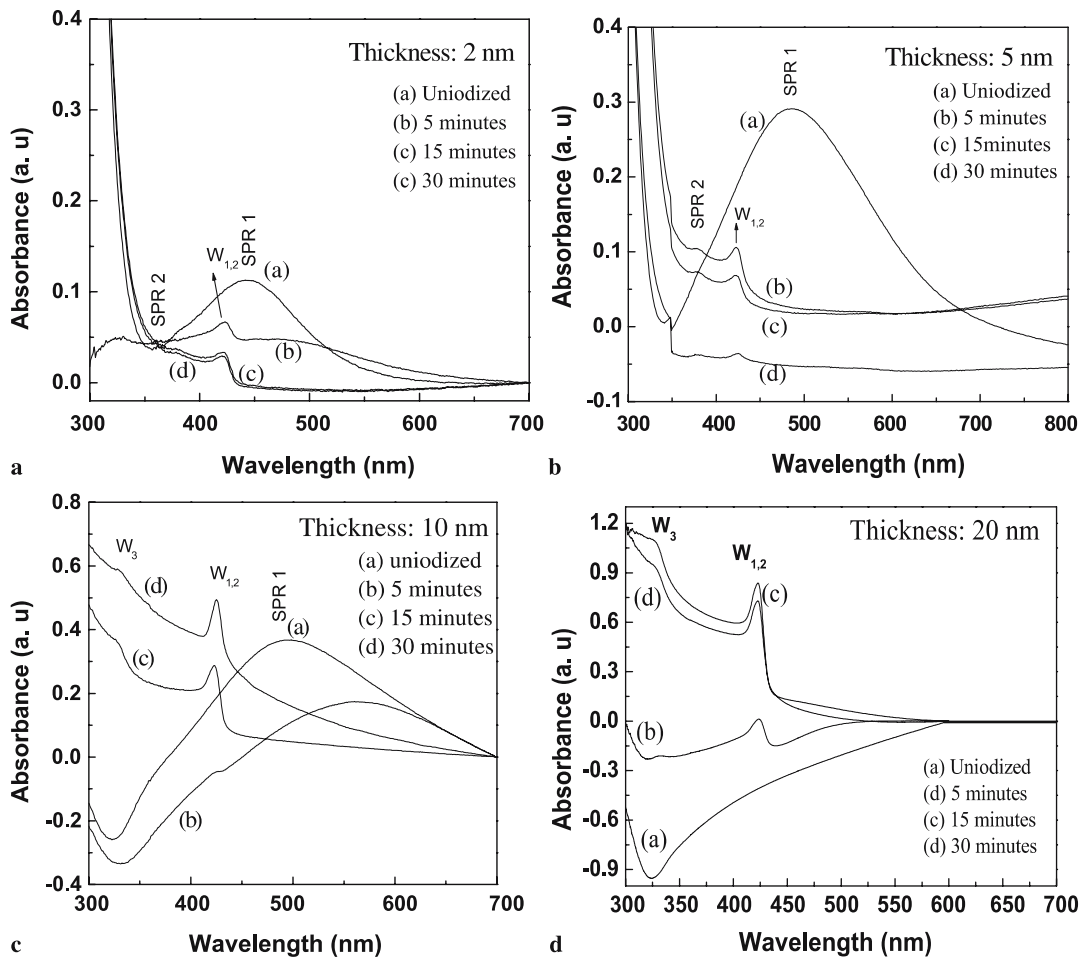 0.4
0.3
0.2
0.1
0.0
Absorbance (a. u)
Thickness: 2 nm
(a) Uniodized
(b) 5 minutes
(c) 15 minutes
(c) 30 minutes
SPR 2
W1,2
SPR 1
(a)
(b)
(d)
(c)
300 400 500 600 700
Wavelength (nm)
a
0.4
0.3
0.2
0.1
-0.0
-0.1
Absorbance (a. u)
Thickness: 5 nm
(a) Uniodized
(b) 5 minutes
(c) 15minutes
(d) 30 minutes
SPR 1
(a)
SPR 2
W1,2
(b)
(c)
(d)
300 400 500 600 700 800
Wavelength (nm)
b
0.8
0.6
0.4
0.2
0.0
-0.2
-0.4
Absorbance (a. u)
Thickness: 10 nm
(a) uniodized
(b) 5 minutes
(c) 15 minutes
(d) 30 minutes
W3
(d)
W1,2
SPR 1
(a)
(c)
(b)
300 400 500 600 700
Wavelength (nm)
c
1.2
0.9
0.6
0.3
0.0
-0.3
-0.6
-0.9
Absorbance (a. u)
Thickness: 20 nm
W3
W1,2
(d)
(c)
(b)
(a)
(a) Uniodized
(d) 5 minutes
(c) 15 minutes
(d) 30 minutes
300 350 400 450 500 550 600 650 700
Wavelength (nm)
d